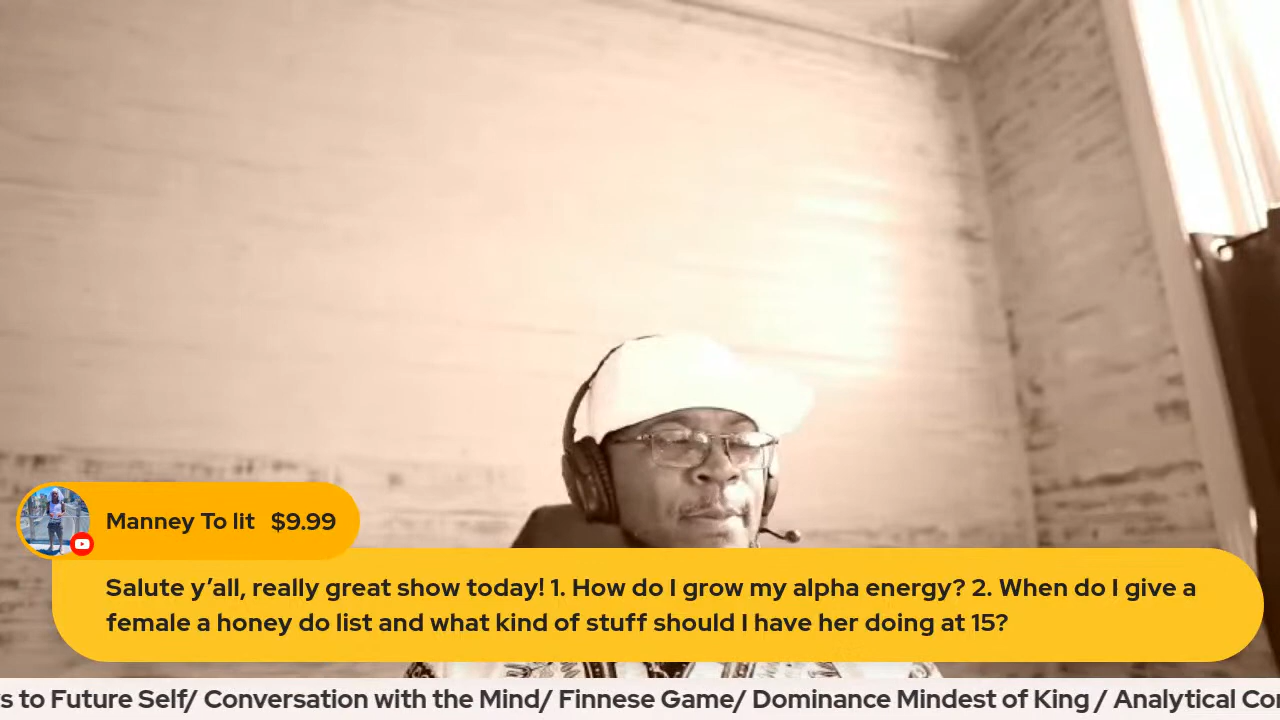 Manney To lit $9.99
Salute y’all, really great show today! 1. How do I grow my alpha energy? 2. When do I give a
female a honey do list and what kind of stuff should I have her doing at 15?
s to Future Self/ Conversation with the Mind/ Finnese Game/ Dominance Mindest of King / Analytical Co